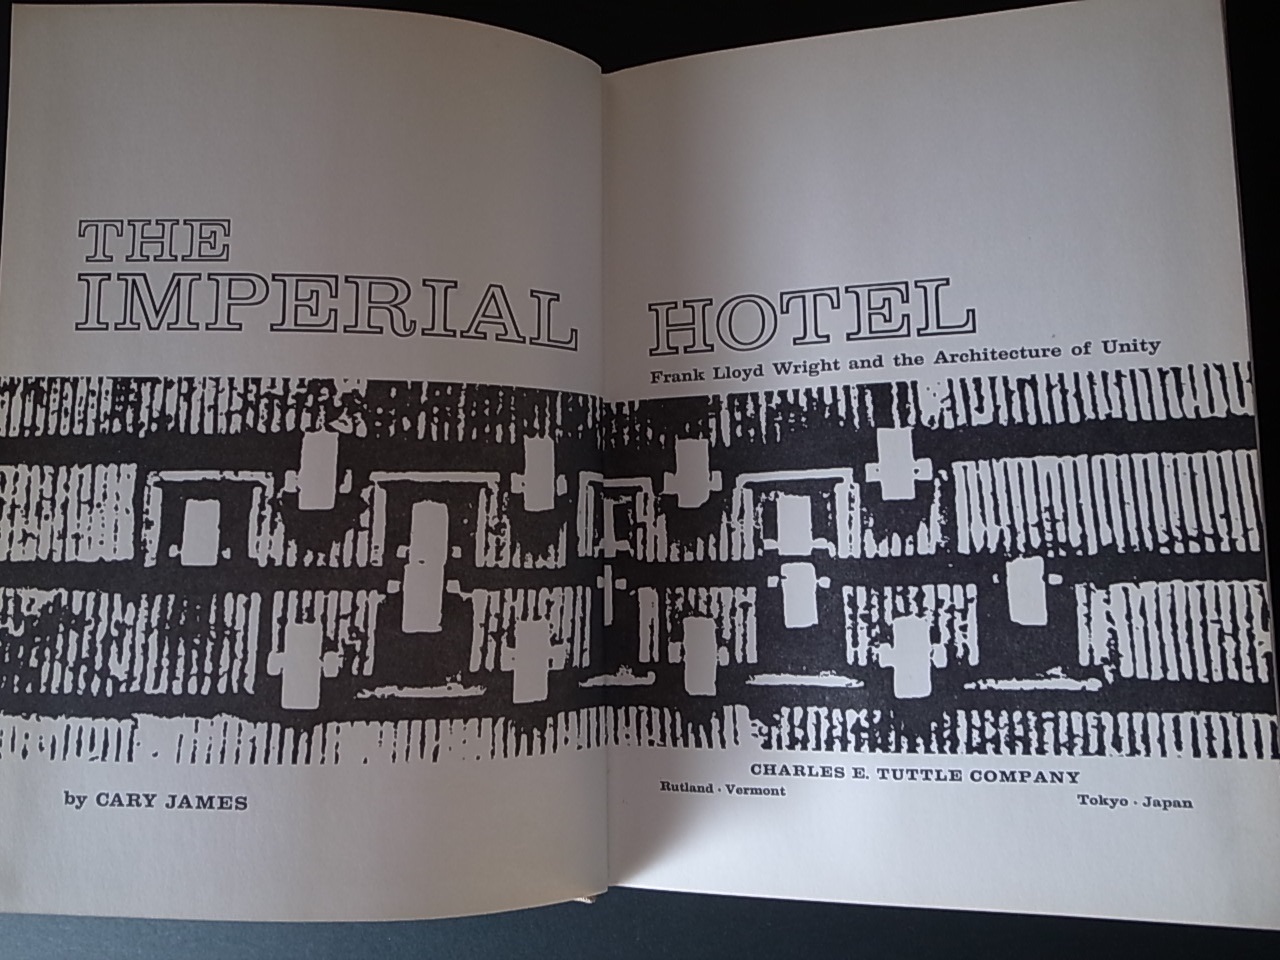 THE
IMPERIAL HOTEL
Frank Lloyd Wright and the Architecture of Unity
by CARY JAMES
CHARLES E. TUTTLE COMPANY
Rutland · Vermont
Tokyo · Japan